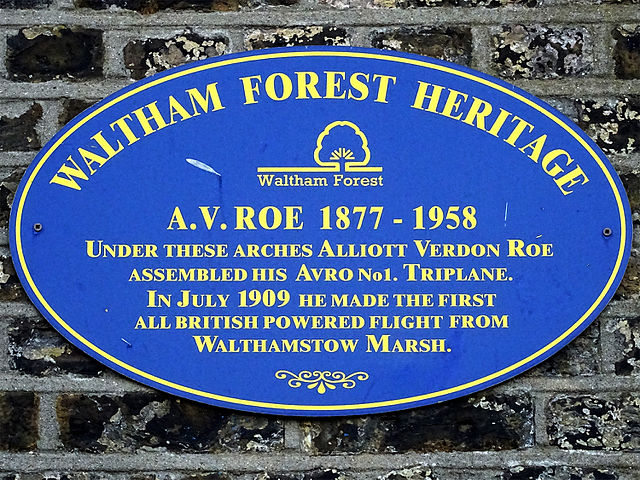 WALTHAM FOREST HERITAGE
Waltham Forest
A.V. ROE 1877 - 1958
UNDER THESE ARCHES ALLIOTT VERDON ROE
ASSEMBLED HIS AVRO No1. TRIPLANE.
IN JULY 1909 HE MADE THE FIRST
ALL BRITISH POWERED FLIGHT FROM
WALTHAMSTOW MARSH.